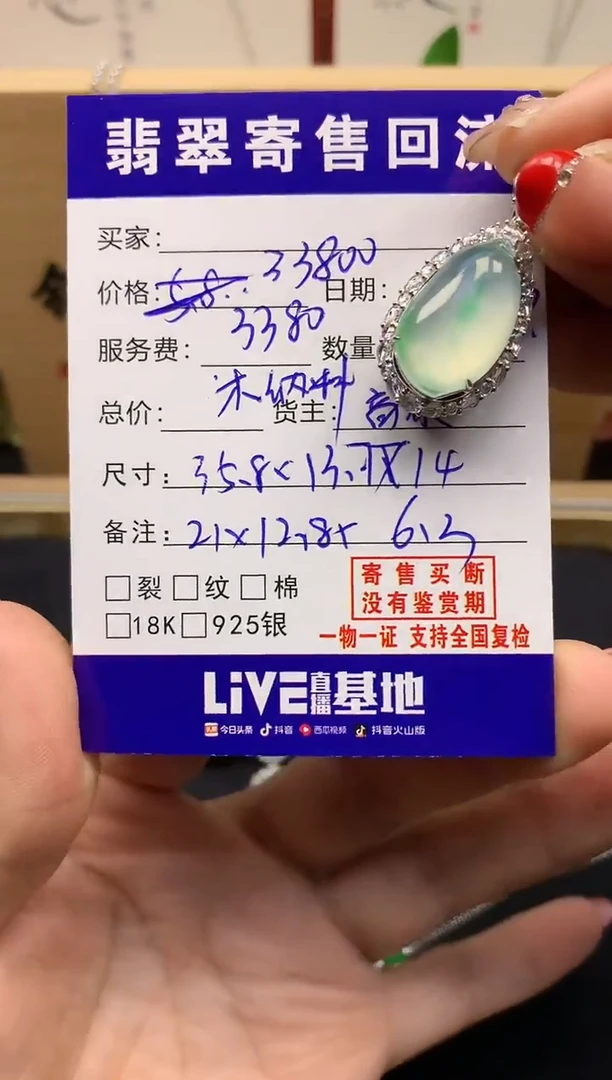 翡翠寄售回流
买家:
价格: 5.8.. 33800 日期:
服务费: 3380 数量
木纳料
总价: 货主:
尺寸: 35.8× 14
备注: 21×12.8× 6.3
□裂 □纹 □棉
□18K□925银
寄售买断
没有鉴赏期
一物一证 支持全国复检
LiVE直播基地
今日头条 抖音 西瓜视频 抖音火山版